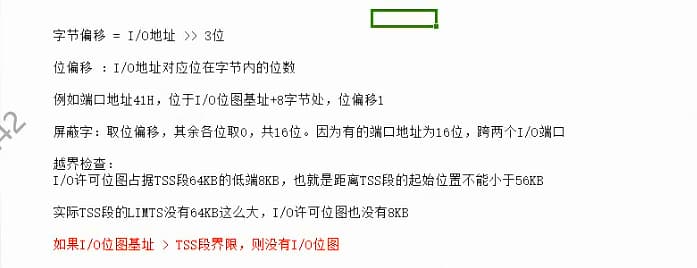 字节偏移 = I/O地址 >> 3位
位偏移 : I/O地址对应位在字节内的位数
例如端口地址41H, 位于I/O位图基址+8字节处, 位偏移1
屏蔽字: 取位偏移, 其余各位取0, 共16位。因为有的端口地址为16位, 跨两个I/O端口
越界检查:
I/O许可位图占据TSS段64KB的低端8KB, 也就是距离TSS段的起始位置不能小于56KB
实际TSS段的LIMTS没有64KB这么大, I/O许可位图也没有8KB
如果I/O位图基址 > TSS段界限, 则没有I/O位图
42